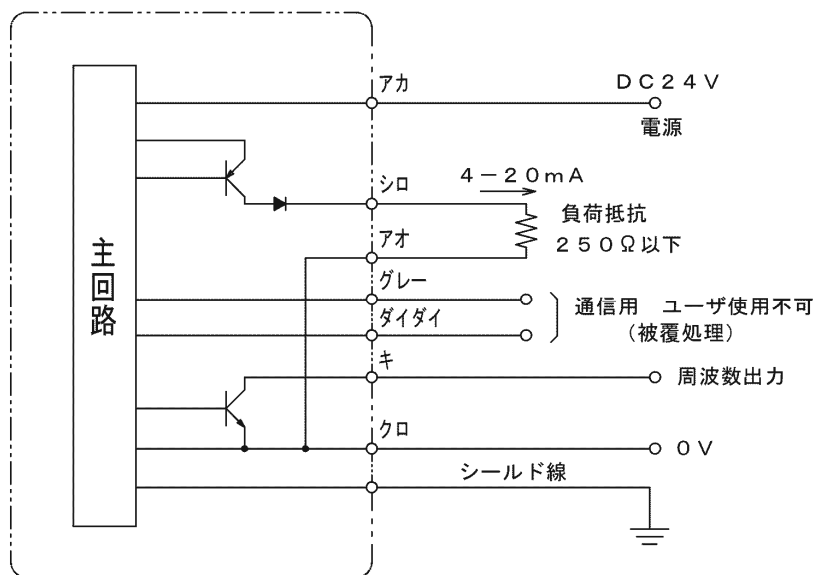 アカ
DC24V
電源
4-20mA
シロ
負荷抵抗
250Ω以下
アオ
主回路
グレー
通信用 ユーザ使用不可
(被覆処理)
ダイダイ
キ
周波数出力
クロ
0V
シールド線